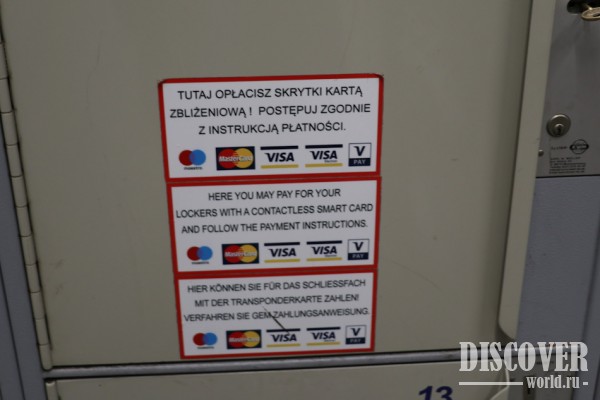 TUTAJ OPŁACISZ SKRYTKI KARTĄ
ZBLIŻENIOWĄ ! POSTĘPUJ ZGODNIE
Z INSTRUKCJĄ PŁATNOŚCI.
MasterCard VISA VISA V PAY
HERE YOU MAY PAY FOR YOUR
LOCKERS WITH A CONTACTLESS SMART CARD
AND FOLLOW THE PAYMENT INSTRUCTIONS.
MasterCard VISA VISA V PAY
HIER KÖNNEN SIE FÜR DAS SCHLIESSFACH
MIT DER TRANSPONDERKARTE ZAHLEN!
VERFAHREN SIE GEM ZAHLUNGSANWEISUNG.
MasterCard VISA VISA V PAY
13
DISCOVER
world.ru